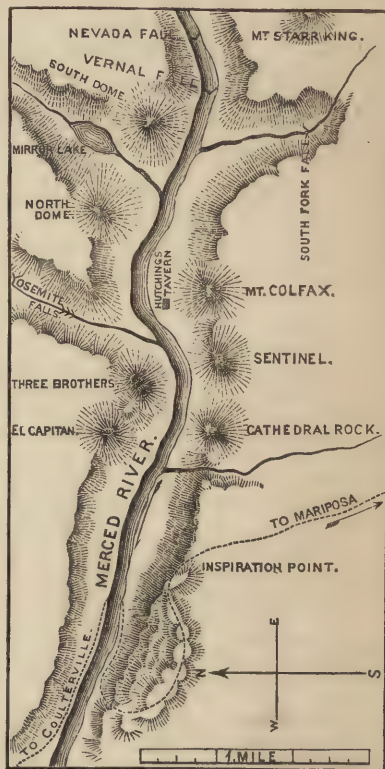 NEVADA FALL
MT. STARR KING.
VERNAL FALL
SOUTH DOME
MIRROR LAKE
SOUTH FORK FALL
NORTH DOME.
HUTCHINGS TAVERN
MT. COLFAX.
YOSEMITE FALLS
SENTINEL.
THREE BROTHERS
EL CAPITAN.
CATHEDRAL ROCK.
MERCED RIVER.
TO MARIPOSA
INSPIRATION POINT.
TO COULTERVILLE.
E
N
S
W
1 MILE